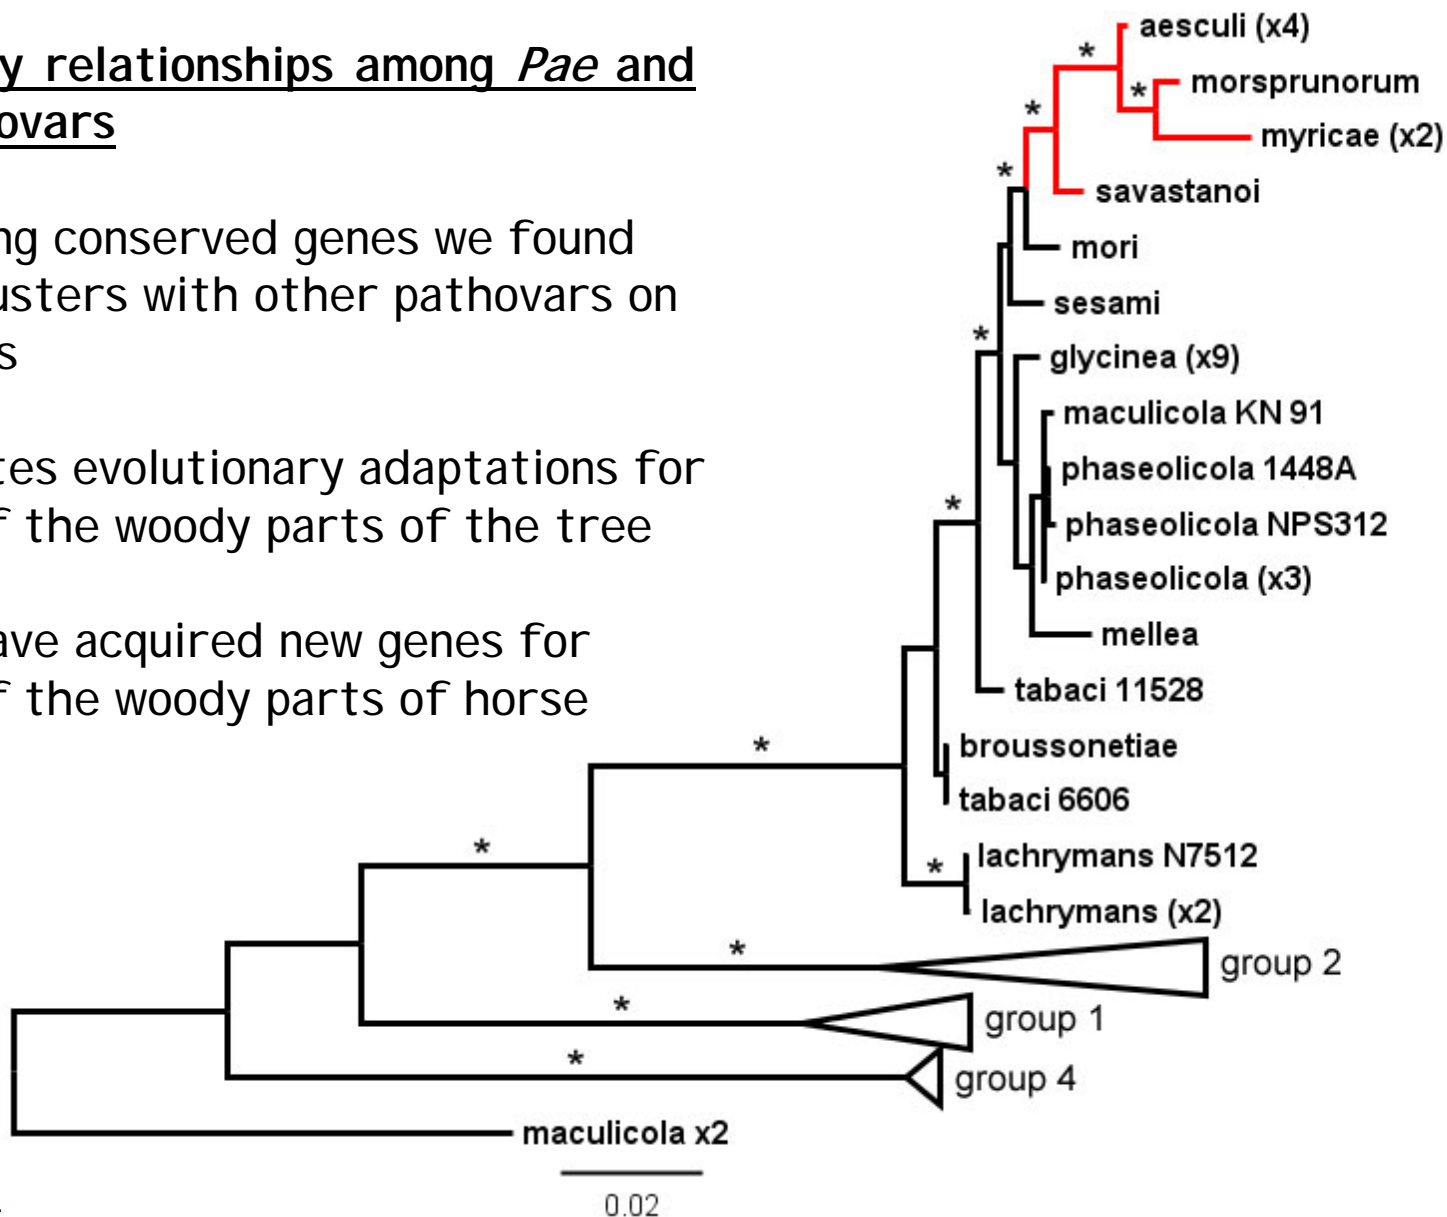 y relationships among Pae and
ovars
ng conserved genes we found
usters with other pathovars on
s
tes evolutionary adaptations for
f the woody parts of the tree
ave acquired new genes for
f the woody parts of horse
aesculi (x4)
morsprunorum
myricae (x2)
savastanoi
mori
sesami
glycinea (x9)
maculicola KN 91
phaseolicola 1448A
phaseolicola NPS312
phaseolicola (x3)
mellea
tabaci 11528
broussonetiae
tabaci 6606
lachrymans N7512
lachrymans (x2)
group 2
group 1
group 4
maculicola x2
0.02